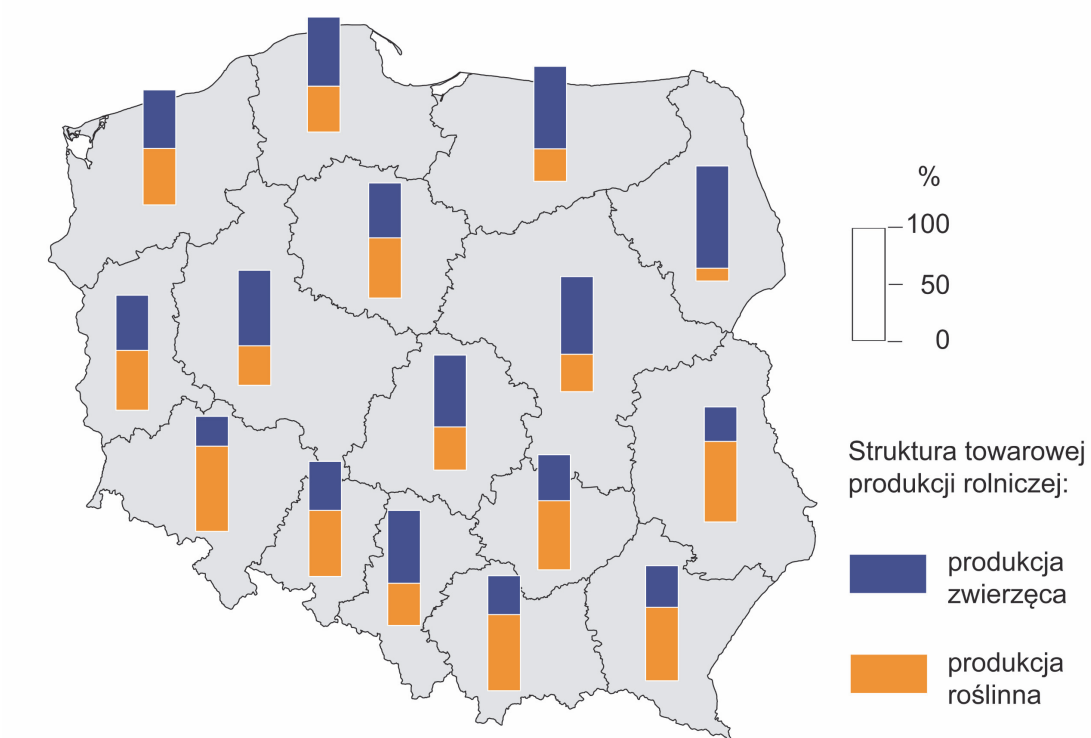 %
100
50
0
Struktura towarowej
produkcji rolniczej:
produkcja
zwierzęca
produkcja
roślinna